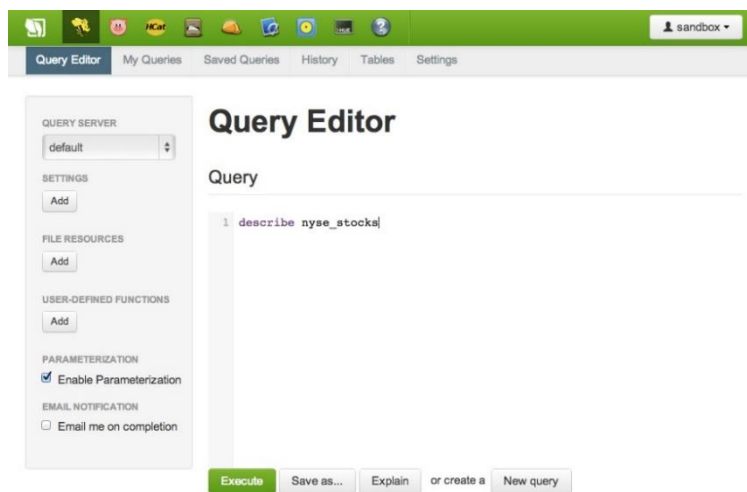 HCat
sandbox
Query Editor My Queries Saved Queries History Tables Settings
QUERY SERVER
default
SETTINGS
Add
FILE RESOURCES
Add
USER-DEFINED FUNCTIONS
Add
PARAMETERIZATION
Enable Parameterization
EMAIL NOTIFICATION
Email me on completion
Query Editor
Query
1 describe nyse_stocks
Execute Save as... Explain or create a New query